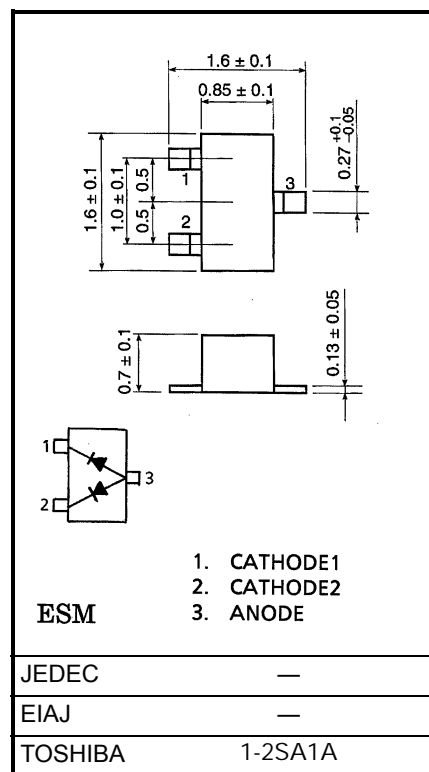 1.6 ± 0.1
0.85 ± 0.1
0.27 +0.1 -0.05
1.6 ± 0.1
1.0 ± 0.1
0.5
0.5
1
2
3
0.7 ± 0.1
0.13 ± 0.05
1
2
3
1. CATHODE1
2. CATHODE2
3. ANODE
ESM
JEDEC —
EIAJ —
TOSHIBA 1-2SA1A